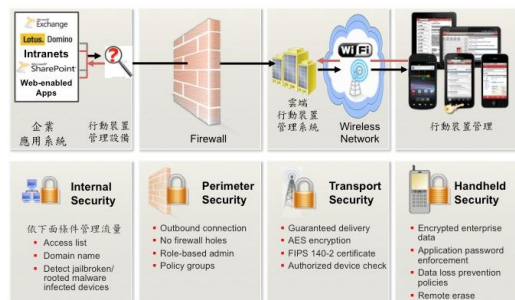 Microsoft
Exchange
Lotus. Domino
Intranets
Microsoft
SharePoint
Web-enabled
Apps
企業
應用系統
行動裝置
管理設備
Firewall
雲端
行動裝置
管理系統
Wi Fi
Wireless
Network
行動裝置管理
Internal
Security
依下面條件管理流量
Access list
Domain name
Detect jailbroken/
rooted malware
infected devices
Perimeter
Security
Outbound connection
No firewall holes
Role-based admin
Policy groups
Transport
Security
Guaranteed delivery
AES encryption
FIPS 140-2 certificate
Authorized device check
Handheld
Security
Encrypted enterprise
data
Application password
enforcement
Data loss prevention
policies
Remote erase